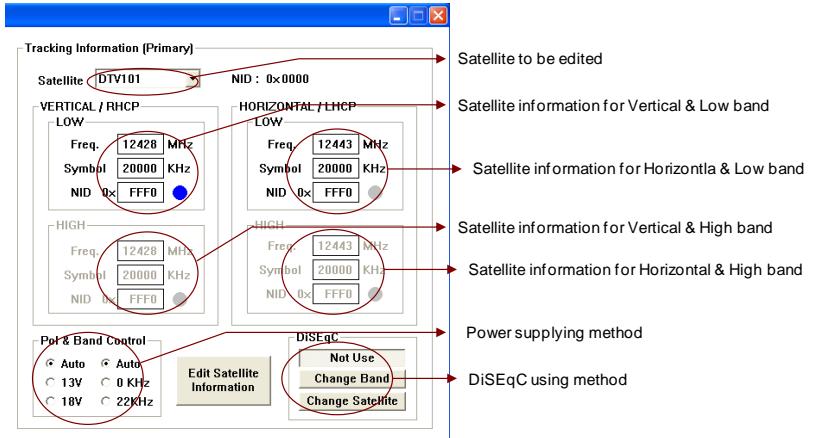 Tracking Information (Primary)
Satellite DTV101 NID : 0x0000
VERTICAL / RHCP
LOW
Freq. 12428 MHz
Symbol 20000 KHz
NID 0x FFF0
HIGH
Freq. 12428 MHz
Symbol 20000 KHz
NID 0x FFF0
HORIZONTAL / LHCP
LOW
Freq. 12443 MHz
Symbol 20000 KHz
NID 0x FFF0
HIGH
Freq. 12443 MHz
Symbol 20000 KHz
NID 0x FFF0
Pol & Band Control
Auto Auto
13V 0 KHz
18V 22KHz
Edit Satellite
Information
DiSEqC
Not Use
Change Band
Change Satellite
Satellite to be edited
Satellite information for Vertical & Low band
Satellite information for Horizontla & Low band
Satellite information for Vertical & High band
Satellite information for Horizontal & High band
Power supplying method
DiSEqC using method